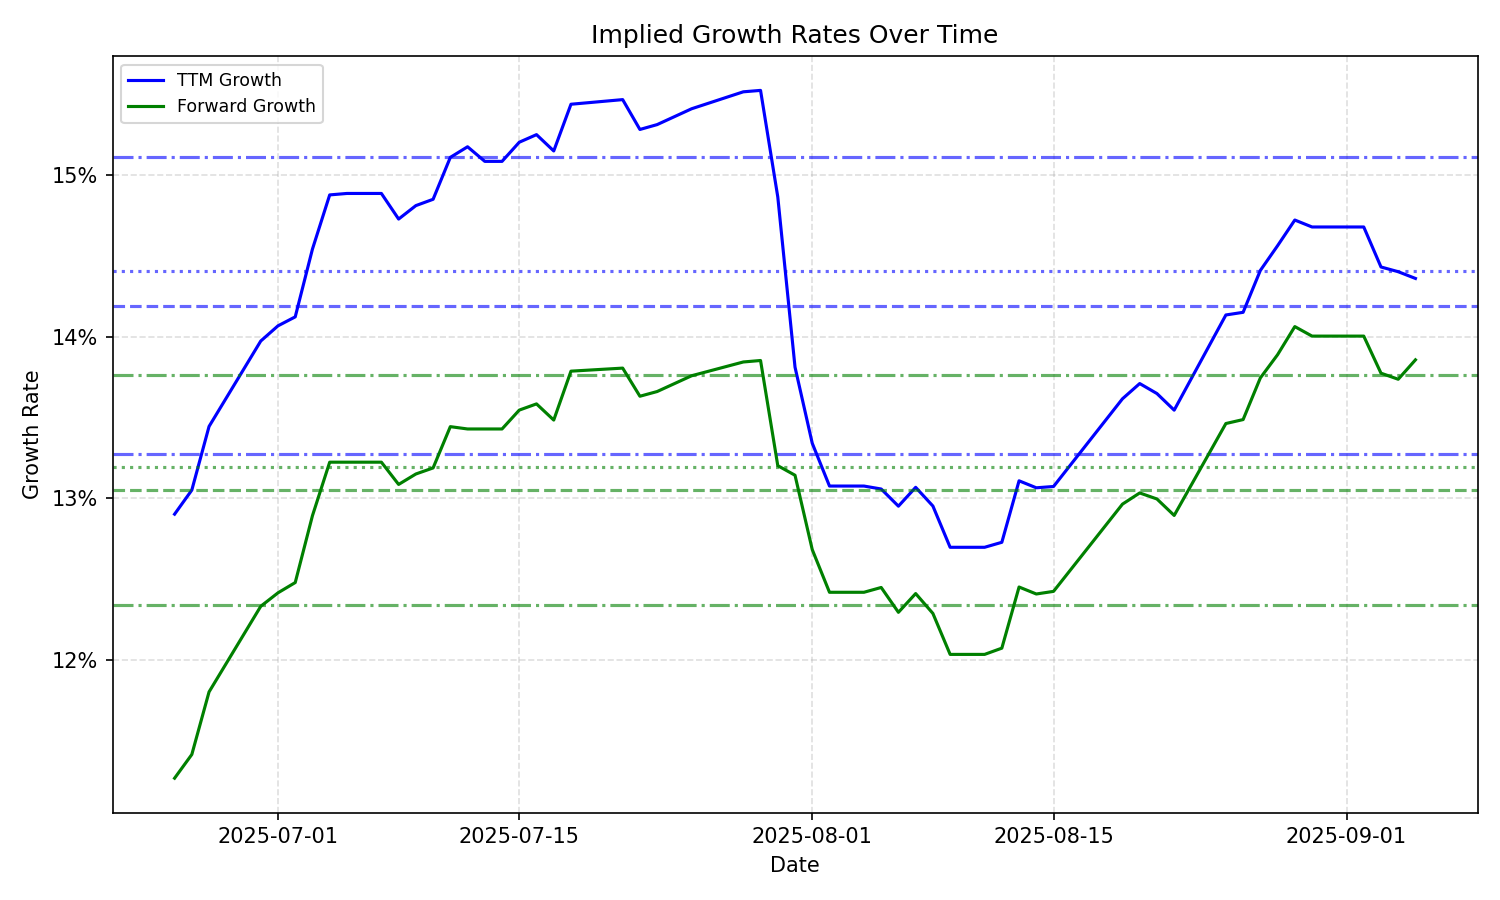 Implied Growth Rates Over Time
TTM Growth
Forward Growth
15%
14%
13%
12%
Growth Rate
2025-07-01
2025-07-15
2025-08-01
2025-08-15
2025-09-01
Date